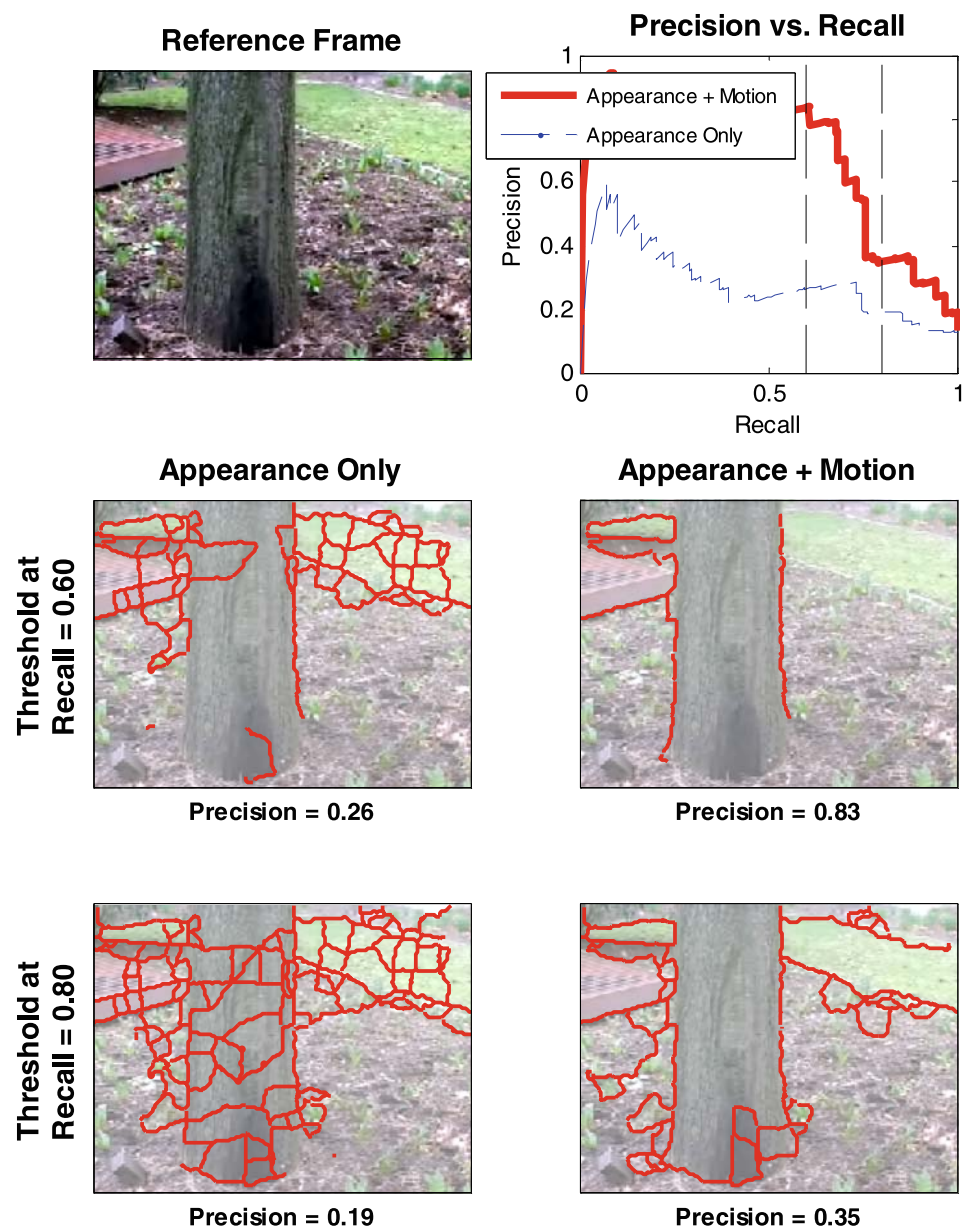 Reference Frame
Precision vs. Recall
1
Appearance + Motion
Appearance Only
0.6
0.4
0.2
0
Precision
0
0.5
1
Recall
Appearance Only
Appearance + Motion
Threshold at
Recall = 0.60
Precision = 0.26
Precision = 0.83
Threshold at
Recall = 0.80
Precision = 0.19
Precision = 0.35